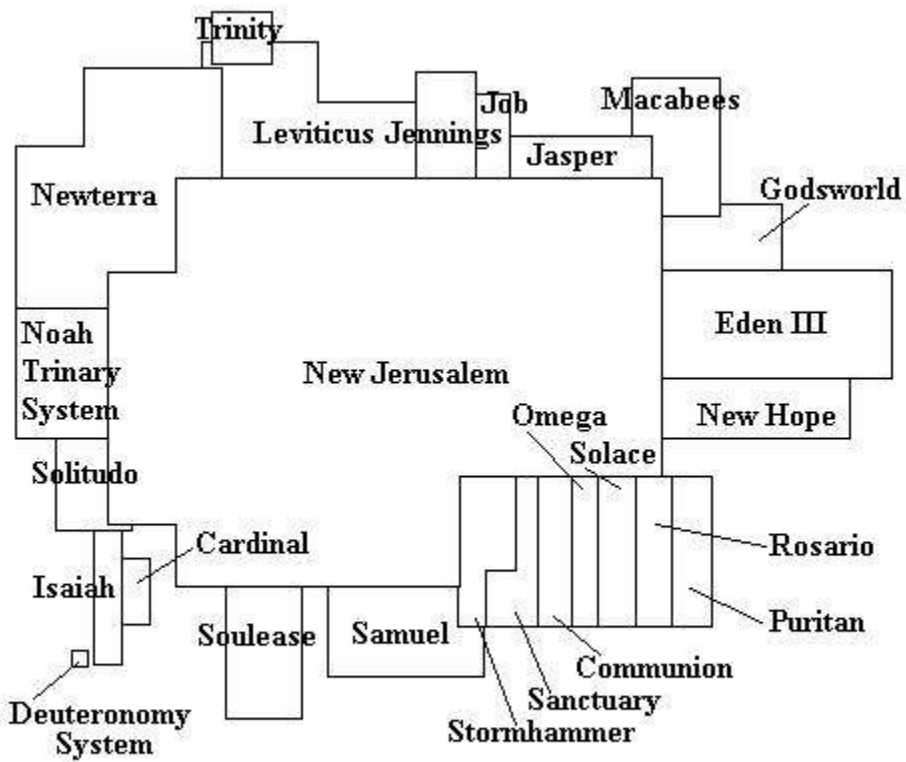 Trinity
Leviticus
Jennings
Job
Macabees
Jasper
Newterra
Godsworld
Eden III
Noah
Trinary
System
New Jerusalem
New Hope
Omega
Solace
Solitudo
Cardinal
Rosario
Isaiah
Soulease
Samuel
Puritan
Communion
Sanctuary
Stormhammer
Deuteronomy
System